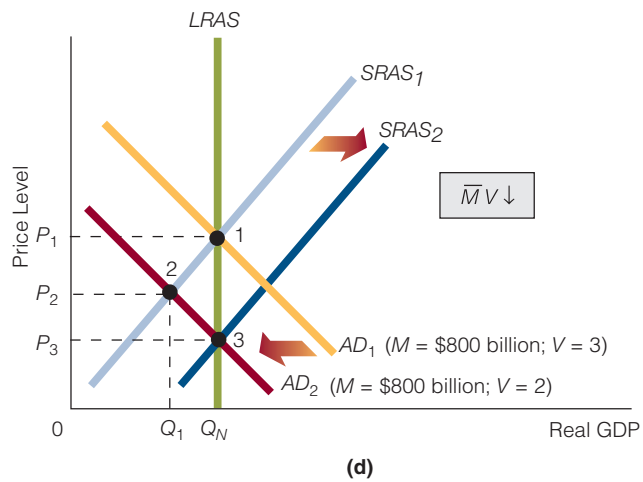 LRAS
SRAS₁
SRAS₂
M̅ V ↓
Price Level
P₁
1
2
P₂
P₃
3
AD₁ (M = $800 billion; V = 3)
AD₂ (M = $800 billion; V = 2)
0
Q₁
Q_N
Real GDP
(d)